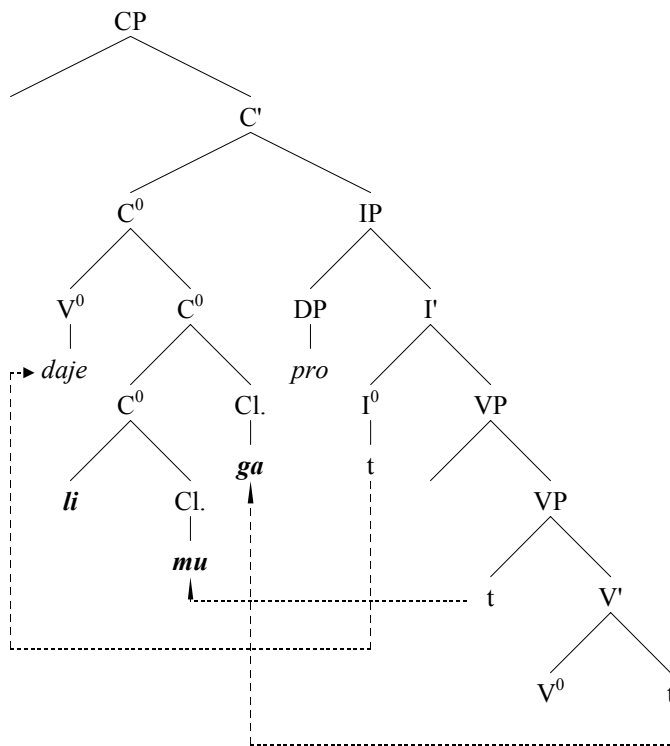 CP
C'
C⁰ IP
V⁰ C⁰ DP I'
daje C⁰ Cl. pro I⁰ VP
li Cl. ga t VP
mu t V'
V⁰ t